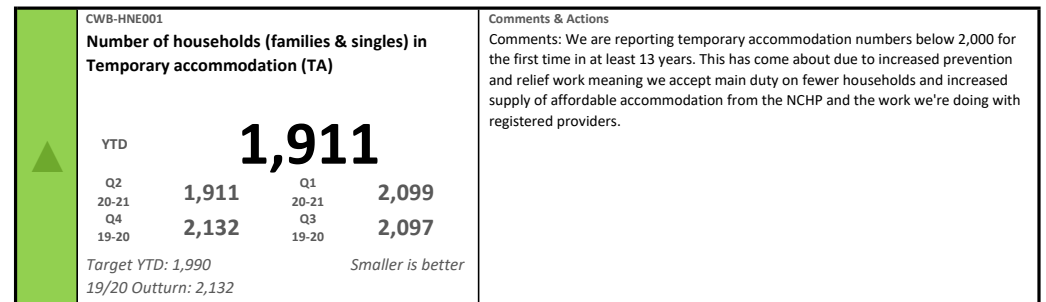 CWB-HNE001
Number of households (families & singles) in
Temporary accommodation (TA)
YTD
1,911
Q2
20-21
1,911
Q1
20-21
2,099
Q4
19-20
2,132
Q3
19-20
2,097
Target YTD: 1,990
Smaller is better
19/20 Outturn: 2,132
Comments & Actions
Comments: We are reporting temporary accommodation numbers below 2,000 for
the first time in at least 13 years. This has come about due to increased prevention
and relief work meaning we accept main duty on fewer households and increased
supply of affordable accommodation from the NCHP and the work we're doing with
registered providers.